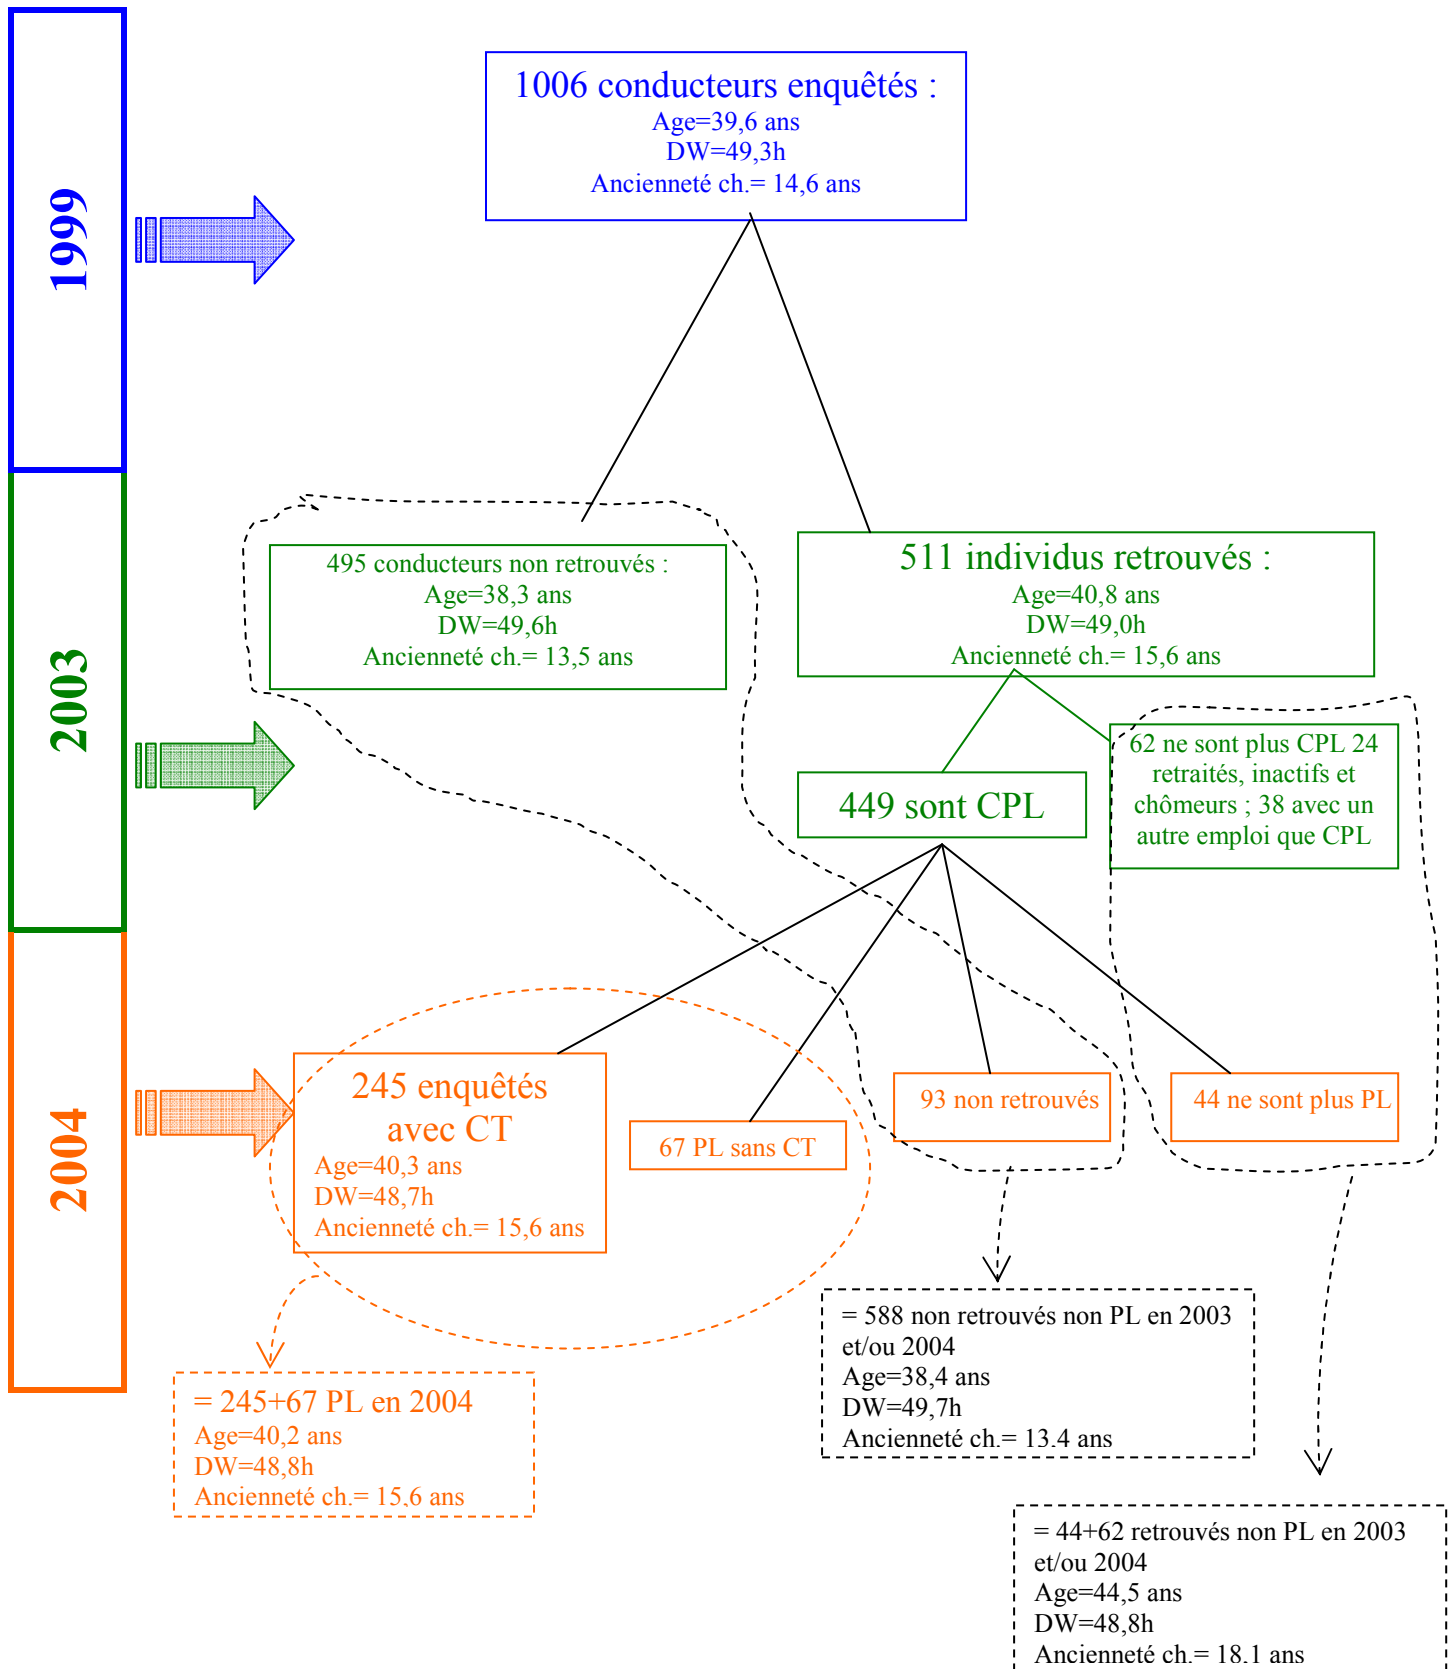 1999
1006 conducteurs enquêtés :
Age=39,6 ans
DW=49,3h
Ancienneté ch.= 14,6 ans
2003
495 conducteurs non retrouvés :
Age=38,3 ans
DW=49,6h
Ancienneté ch.= 13,5 ans
511 individus retrouvés :
Age=40,8 ans
DW=49,0h
Ancienneté ch.= 15,6 ans
449 sont CPL
62 ne sont plus CPL 24
retraités, inactifs et
chômeurs ; 38 avec un
autre emploi que CPL
2004
245 enquêtés
avec CT
Age=40,3 ans
DW=48,7h
Ancienneté ch.= 15,6 ans
67 PL sans CT
93 non retrouvés
44 ne sont plus PL
= 245+67 PL en 2004
Age=40,2 ans
DW=48,8h
Ancienneté ch.= 15,6 ans
= 588 non retrouvés non PL en 2003
et/ou 2004
Age=38,4 ans
DW=49,7h
Ancienneté ch.= 13.4 ans
= 44+62 retrouvés non PL en 2003
et/ou 2004
Age=44,5 ans
DW=48,8h
Ancienneté ch.= 18,1 ans